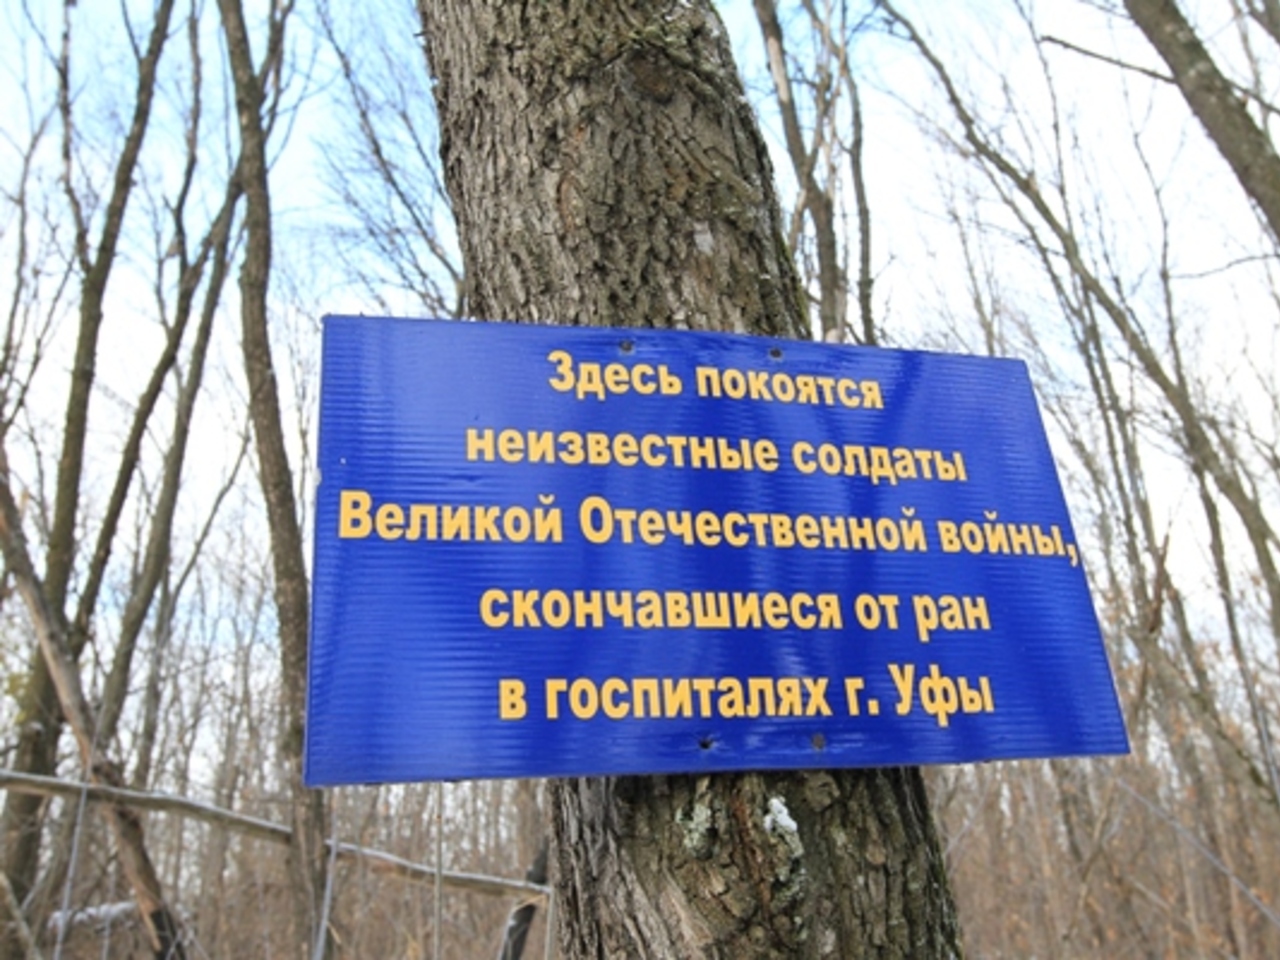 Здесь покоятся
неизвестные солдаты
Великой Отечественной войны,
скончавшиеся от ран
в госпиталях г. Уфы